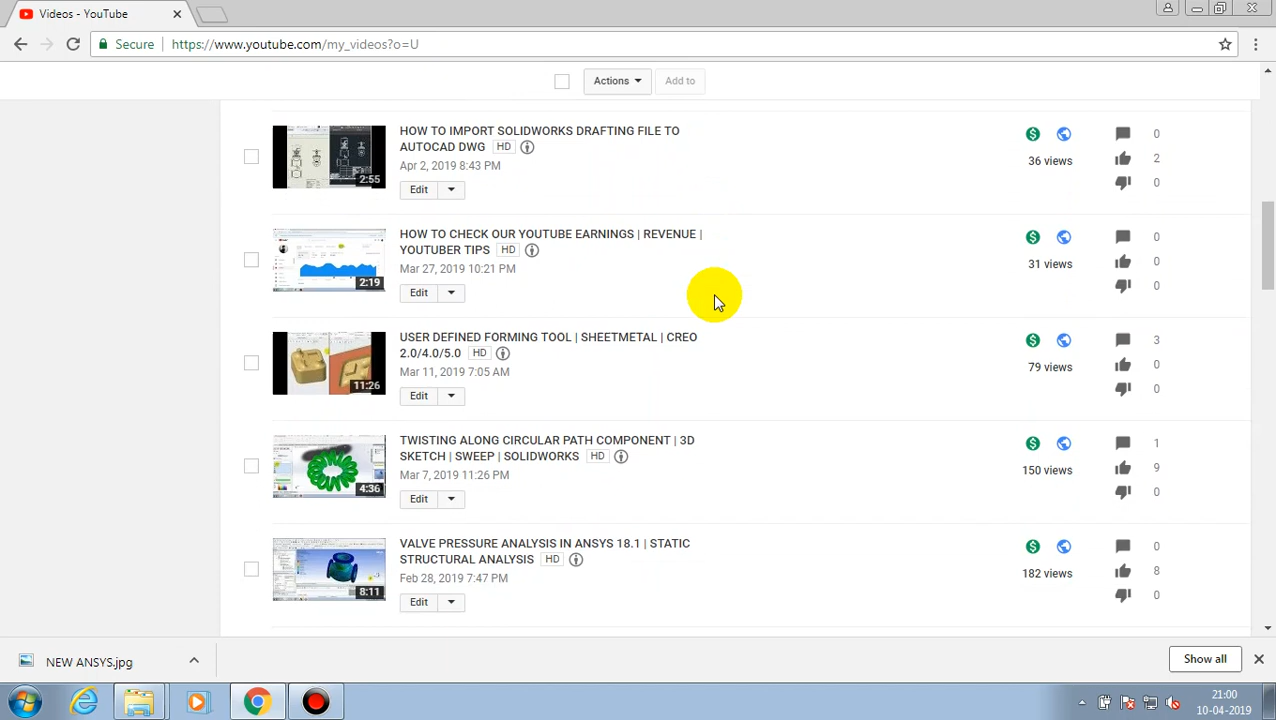 Videos - YouTube
Secure
https://www.youtube.com/my_videos?o=U
Actions
Add to
HOW TO IMPORT SOLIDWORKS DRAFTING FILE TO
AUTOCAD DWG HD
Apr 2, 2019 8:43 PM
Edit
2:55
36 views
0
2
0
HOW TO CHECK OUR YOUTUBE EARNINGS | REVENUE |
YOUTUBER TIPS HD
Mar 27, 2019 10:21 PM
Edit
2:19
31 views
0
0
0
USER DEFINED FORMING TOOL | SHEETMETAL | CREO
2.0/4.0/5.0 HD
Mar 11, 2019 7:05 AM
Edit
11:26
79 views
3
0
0
TWISTING ALONG CIRCULAR PATH COMPONENT | 3D
SKETCH | SWEEP | SOLIDWORKS HD
Mar 7, 2019 11:26 PM
Edit
4:36
150 views
0
9
0
VALVE PRESSURE ANALYSIS IN ANSYS 18.1 | STATIC
STRUCTURAL ANALYSIS HD
Feb 28, 2019 7:47 PM
Edit
8:11
182 views
0
8
0
NEW ANSYS.jpg
Show all
21:00
10-04-2019